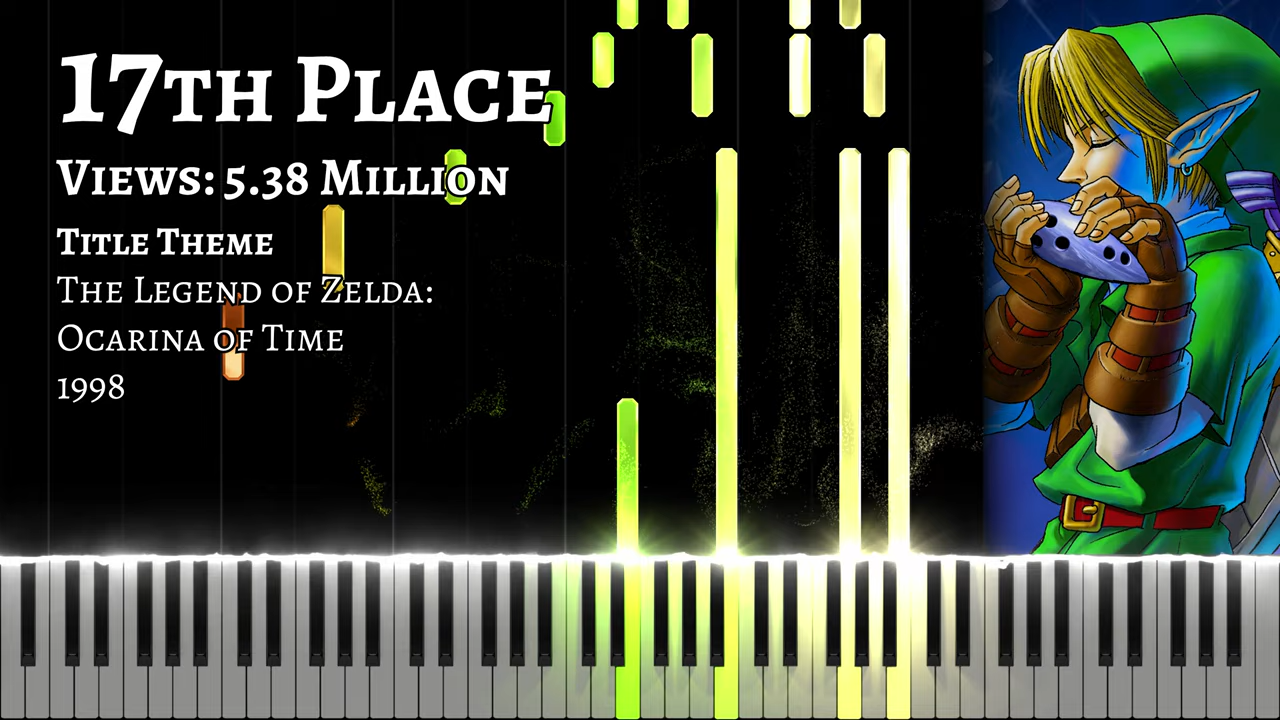 17th Place
Views: 5.38 Million
Title Theme
The Legend of Zelda:
Ocarina of Time
1998